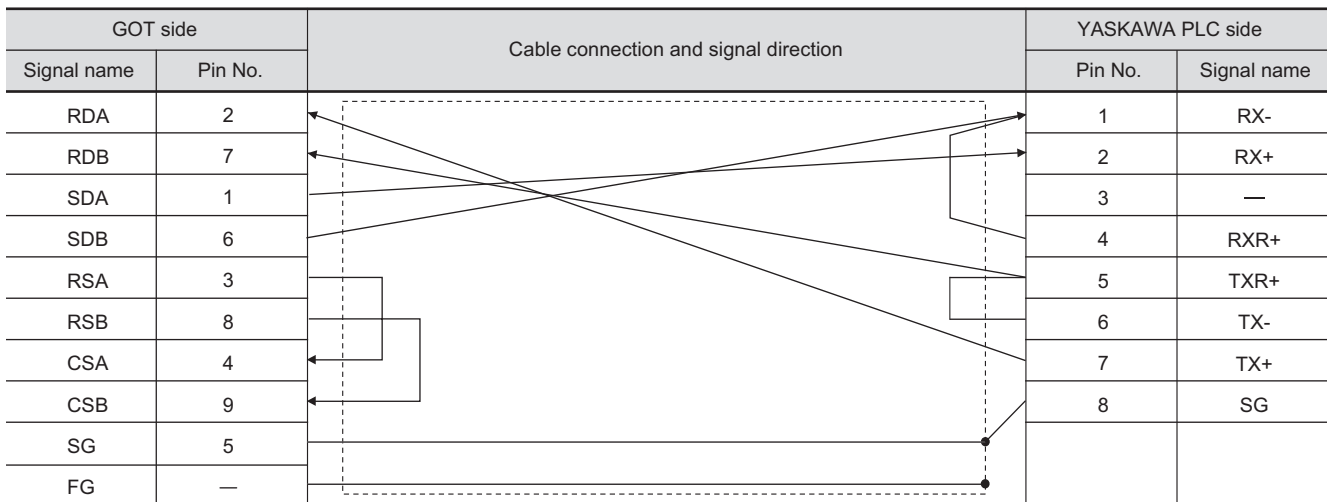 GOT side Cable connection and signal direction YASKAWA PLC side
Signal name Pin No. Pin No. Signal name
RDA 2 1 RX-
RDB 7 2 RX+
SDA 1 3 —
SDB 6 4 RXR+
RSA 3 5 TXR+
RSB 8 6 TX-
CSA 4 7 TX+
CSB 9 8 SG
SG 5
FG —